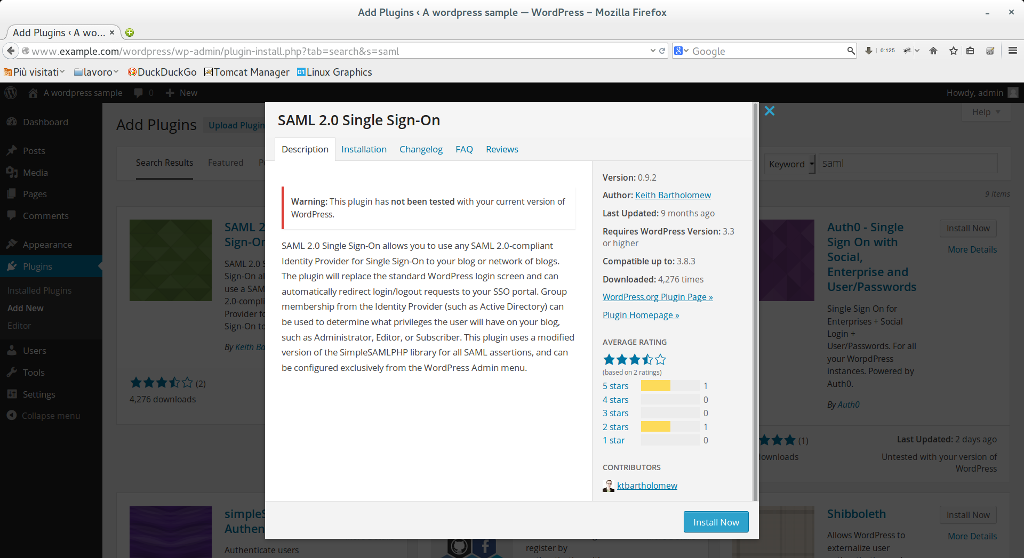 Add Plugins ‹ A wordpress sample — WordPress – Mozilla Firefox
Add Plugins ‹ A wo...
www.example.com/wordpress/wp-admin/plugin-install.php?tab=search&s=saml
Google
Più visitati
lavoro
DuckDuckGo
Tomcat Manager
Linux Graphics
A wordpress sample
0
+ New
Howdy, admin
Dashboard
Posts
Media
Pages
Comments
Appearance
Plugins
Installed Plugins
Add New
Editor
Users
Tools
Settings
Collapse menu
Help
Add Plugins
Upload Plugin
Search Results
Featured
Keyword
saml
9 items
SAML 2.0 Single Sign-On
Description
Installation
Changelog
FAQ
Reviews
Warning: This plugin has not been tested with your current version of
WordPress.
SAML 2.0 Single Sign-On allows you to use any SAML 2.0-compliant
Identity Provider for Single Sign-On to your blog or network of blogs.
The plugin will replace the standard WordPress login screen and can
automatically redirect login/logout requests to your SSO portal. Group
membership from the Identity Provider (such as Active Directory) can
be used to determine what privileges the user will have on your blog,
such as Administrator, Editor, or Subscriber. This plugin uses a modified
version of the SimpleSAMLPHP library for all SAML assertions, and can
be configured exclusively from the WordPress Admin menu.
Version: 0.9.2
Author: Keith Bartholomew
Last Updated: 9 months ago
Requires WordPress Version: 3.3
or higher
Compatible up to: 3.8.3
Downloaded: 4,276 times
WordPress.org Plugin Page »
Plugin Homepage »
AVERAGE RATING
(based on 2 ratings)
5 stars 1
4 stars 0
3 stars 0
2 stars 1
1 star 0
CONTRIBUTORS
ktbartholomew
Install Now
SAML 2
Sign-On
SAML 2.0 S
Sign-On al
use a SAM
2.0-compli
Provider fo
Sign-On to
By Keith Ba
(2)
4,276 downloads
Auth0 - Single
Sign On with
Social,
Enterprise and
User/Passwords
Install Now
More Details
Single Sign On for
Enterprises + Social
Login +
User/Passwords. For all
your WorpdPress
instances. Powered by
Auth0.
By Auth0
(1)
ownloads
Last Updated: 2 days ago
Untested with your version of
WordPress
simpleS
Authen
Authenticate users
register by
Shibboleth
Install Now
More Details
Allows WordPress to
externalize user